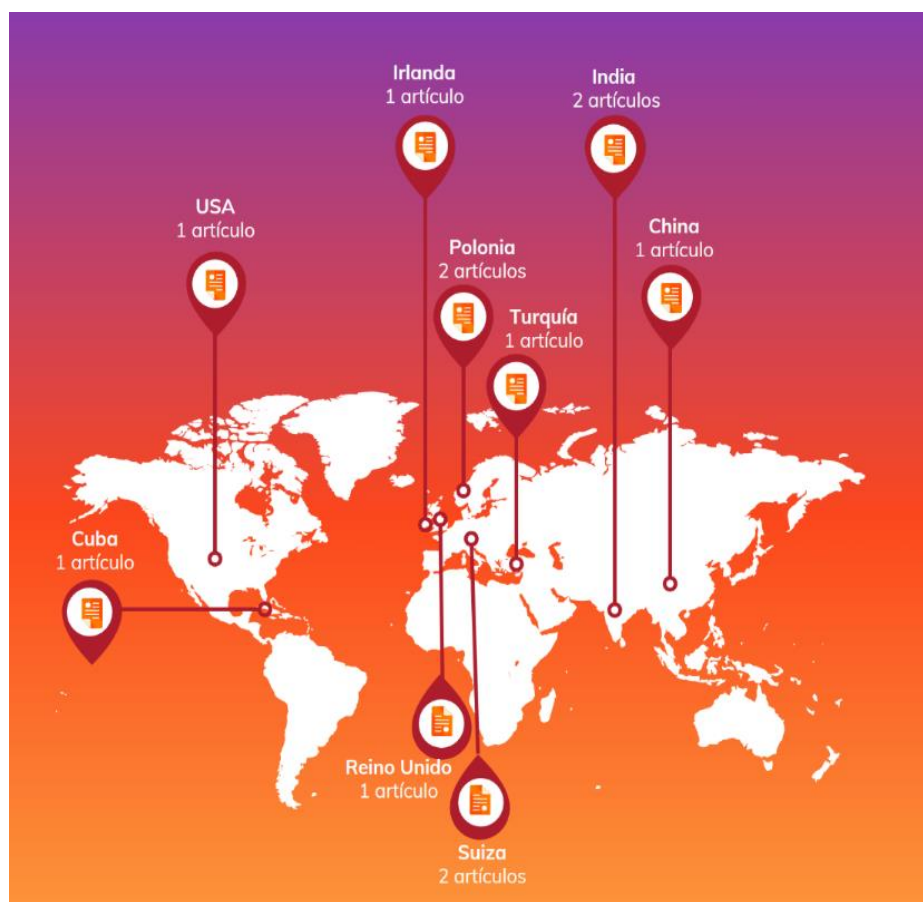 Irlanda
1 artículo
India
2 artículos
USA
1 artículo
China
1 artículo
Polonia
2 artículos
Turquía
1 artículo
Cuba
1 artículo
Reino Unido
1 artículo
Suiza
2 artículos